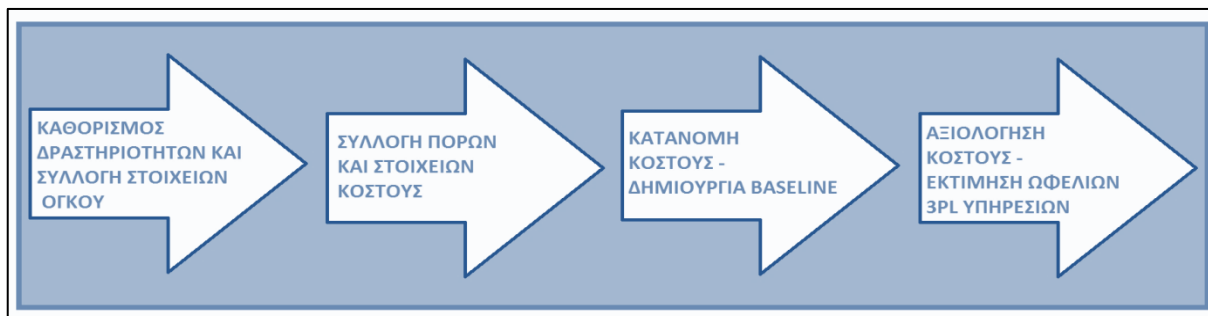 ΚΑΘΟΡΙΣΜΟΣ
ΔΡΑΣΤΗΡΙΟΤΗΤΩΝ ΚΑΙ
ΣΥΛΛΟΓΗ ΣΤΟΙΧΕΙΩΝ
ΟΓΚΟΥ
ΣΥΛΛΟΓΗ ΠΟΡΩΝ
ΚΑΙ ΣΤΟΙΧΕΙΩΝ
ΚΟΣΤΟΥΣ
ΚΑΤΑΝΟΜΗ
ΚΟΣΤΟΥΣ -
ΔΗΜΙΟΥΡΓΙΑ BASELINE
ΑΞΙΟΛΟΓΗΣΗ
ΚΟΣΤΟΥΣ -
ΕΚΤΙΜΗΣΗ ΩΦΕΛΙΩΝ
3PL ΥΠΗΡΕΣΙΩΝ